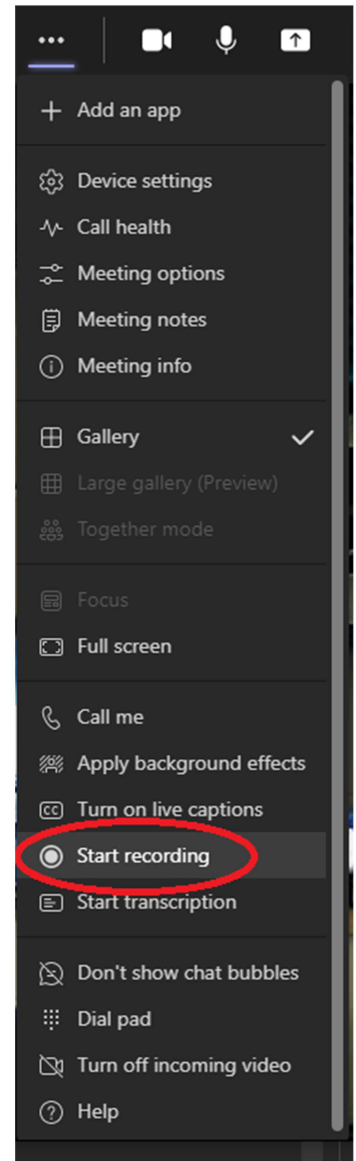 Add an app
Device settings
Call health
Meeting options
Meeting notes
Meeting info
Gallery
Large gallery (Preview)
Together mode
Focus
Full screen
Call me
Apply background effects
CC Turn on live captions
Start recording
Start transcription
Don't show chat bubbles
Dial pad
Turn off incoming video
Help